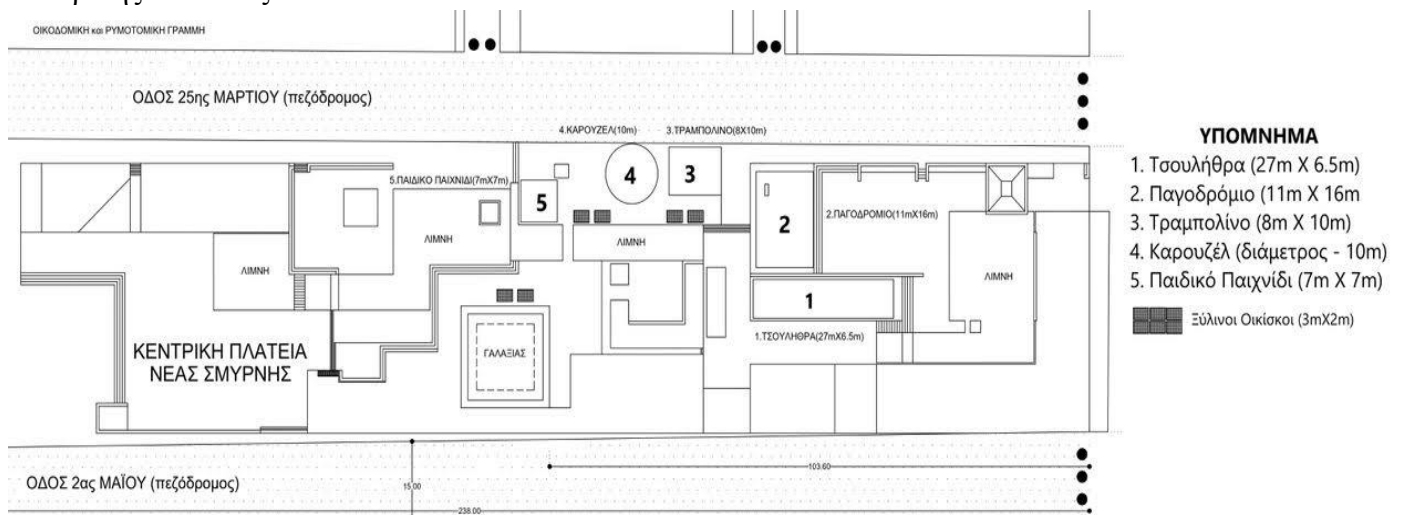 ΟΙΚΟΔΟΜΙΚΗ και ΡΥΜΟΤΟΜΙΚΗ ΓΡΑΜΜΗ
ΟΔΟΣ 25ης ΜΑΡΤΙΟΥ (πεζόδρομος)
4.ΚΑΡΟΥΖΕΛ(10m)
3.ΤΡΑΜΠΟΛΙΝΟ(8X10m)
5.ΠΑΙΔΙΚΟ ΠΑΙΧΝΙΔΙ(7mX7m)
4
3
5
2
2.ΠΑΓΟΔΡΟΜΙΟ(11mX16m)
ΛΙΜΝΗ
ΛΙΜΝΗ
ΛΙΜΝΗ
ΛΙΜΝΗ
1
1.ΤΣΟΥΛΗΘΡΑ(27mX6.5m)
ΚΕΝΤΡΙΚΗ ΠΛΑΤΕΙΑ
ΝΕΑΣ ΣΜΥΡΝΗΣ
ΓΑΛΑΞΙΑΣ
ΟΔΟΣ 2ας ΜΑΪΟΥ (πεζόδρομος)
103.60
15.00
238.00
ΥΠΟΜΝΗΜΑ
1. Τσουλήθρα (27m X 6.5m)
2. Παγοδρόμιο (11m X 16m
3. Τραμπολίνο (8m X 10m)
4. Καρουζέλ (διάμετρος - 10m)
5. Παιδικό Παιχνίδι (7m X 7m)
Ξύλινοι Οικίσκοι (3mX2m)